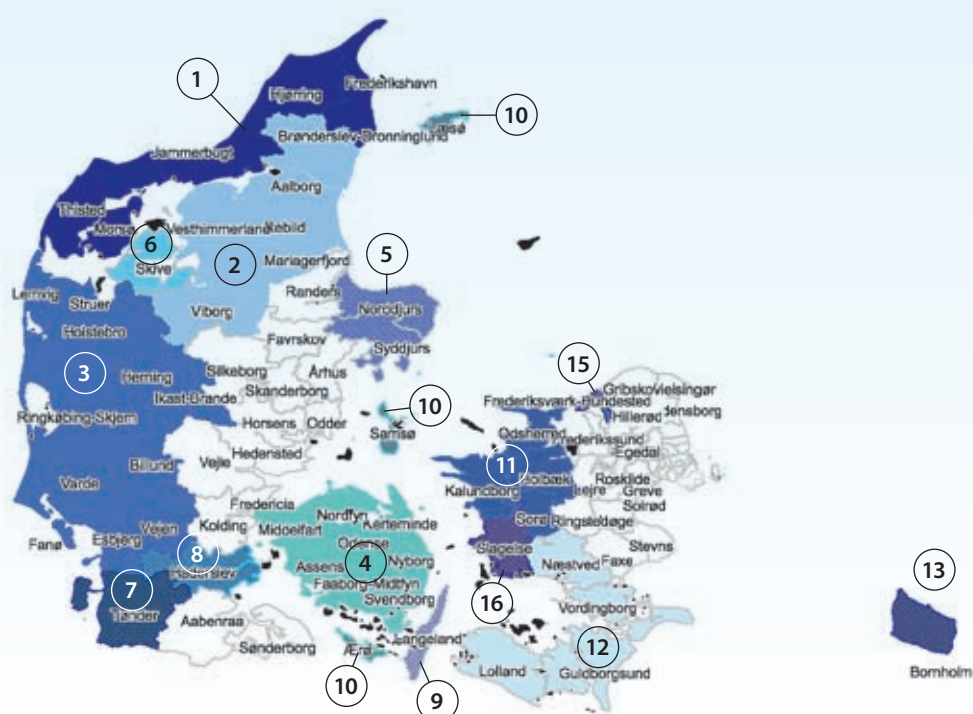 Frederikshavn
1
Hjørring
10
Læsø
Brønderslev-Dronninglund
Jammerbugt
Aalborg
Thisted
Morsø
Vesthimmerland
Rebild
6
5
2
Mariagerfjord
Skive
Lemvig
Struer
Randers
Norddjurs
Viborg
Holstebro
Favrskov
Syddjurs
15
3
Herning
Silkeborg
Århus
Gribskov
Helsingør
Skanderborg
Ikast-Brande
10
Frederiksværk-Hundested
Hillerød
Ringkøbing-Skjern
Horsens
Odder
Samsø
Odsherred
Frederikssund
Hedensted
Egedal
Billund
Vejle
11
Holbæk
Roskilde
Varde
Kalundborg
Lejre
Greve
Fredericia
Solrød
Nordfyn
Kerteminde
Sorø
Ringsted
Køge
Vejen
Kolding
Middelfart
Fanø
Esbjerg
Odense
Slagelse
Stevns
8
Assens
4
Nyborg
Næstved
Faxe
Haderslev
7
Faaborg-Midtfyn
13
Svendborg
16
Vordingborg
Tønder
Aabenraa
Langeland
12
Sønderborg
Ærø
Lolland
Guldborgsund
Bornholm
10
9